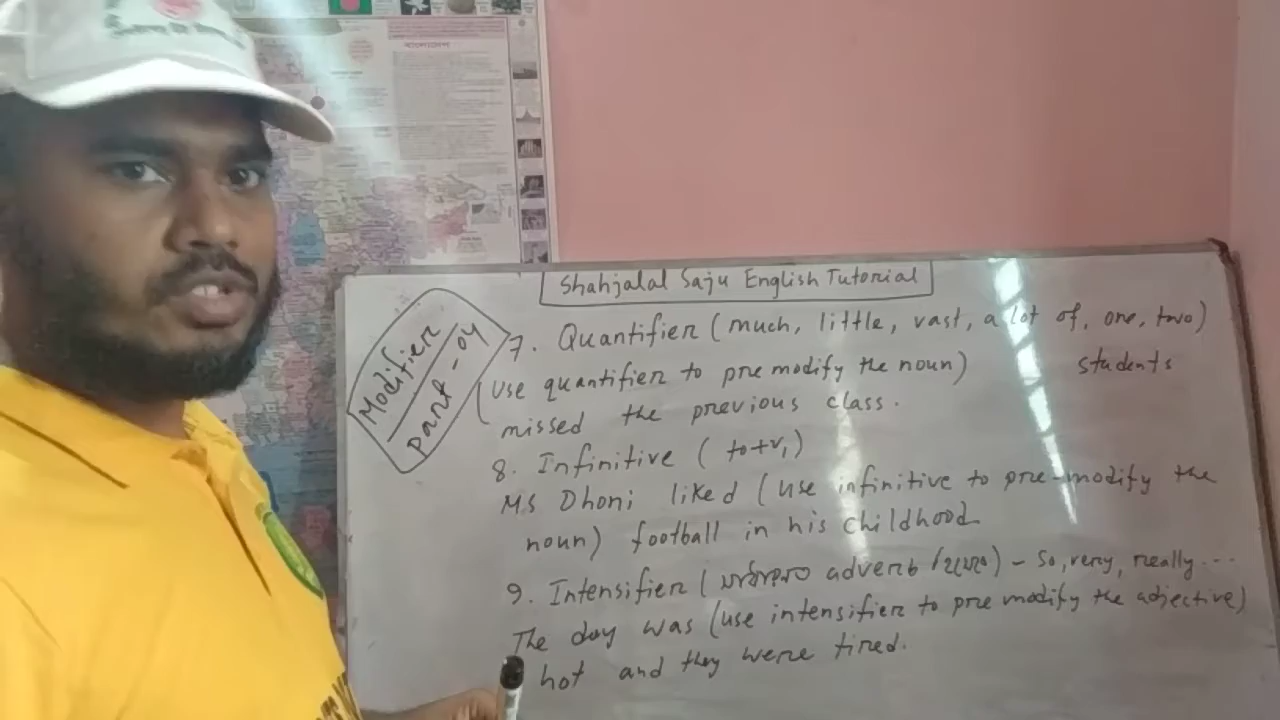 বাংলাদেশ
Shahjalal Saju English Tutorial
Modifier
part-04
7. Quantifier (much, little, vast, a lot of, one, two)
(Use quantifier to pre modify the noun) students
missed the previous class.
8. Infinitive (to+v1)
MS Dhoni liked (use infinitive to pre-modify the
noun) football in his childhood
9. Intensifier ( adverb ) - So, very, really...
The day was (use intensifier to pre modify the adjective)
hot and they were tired.